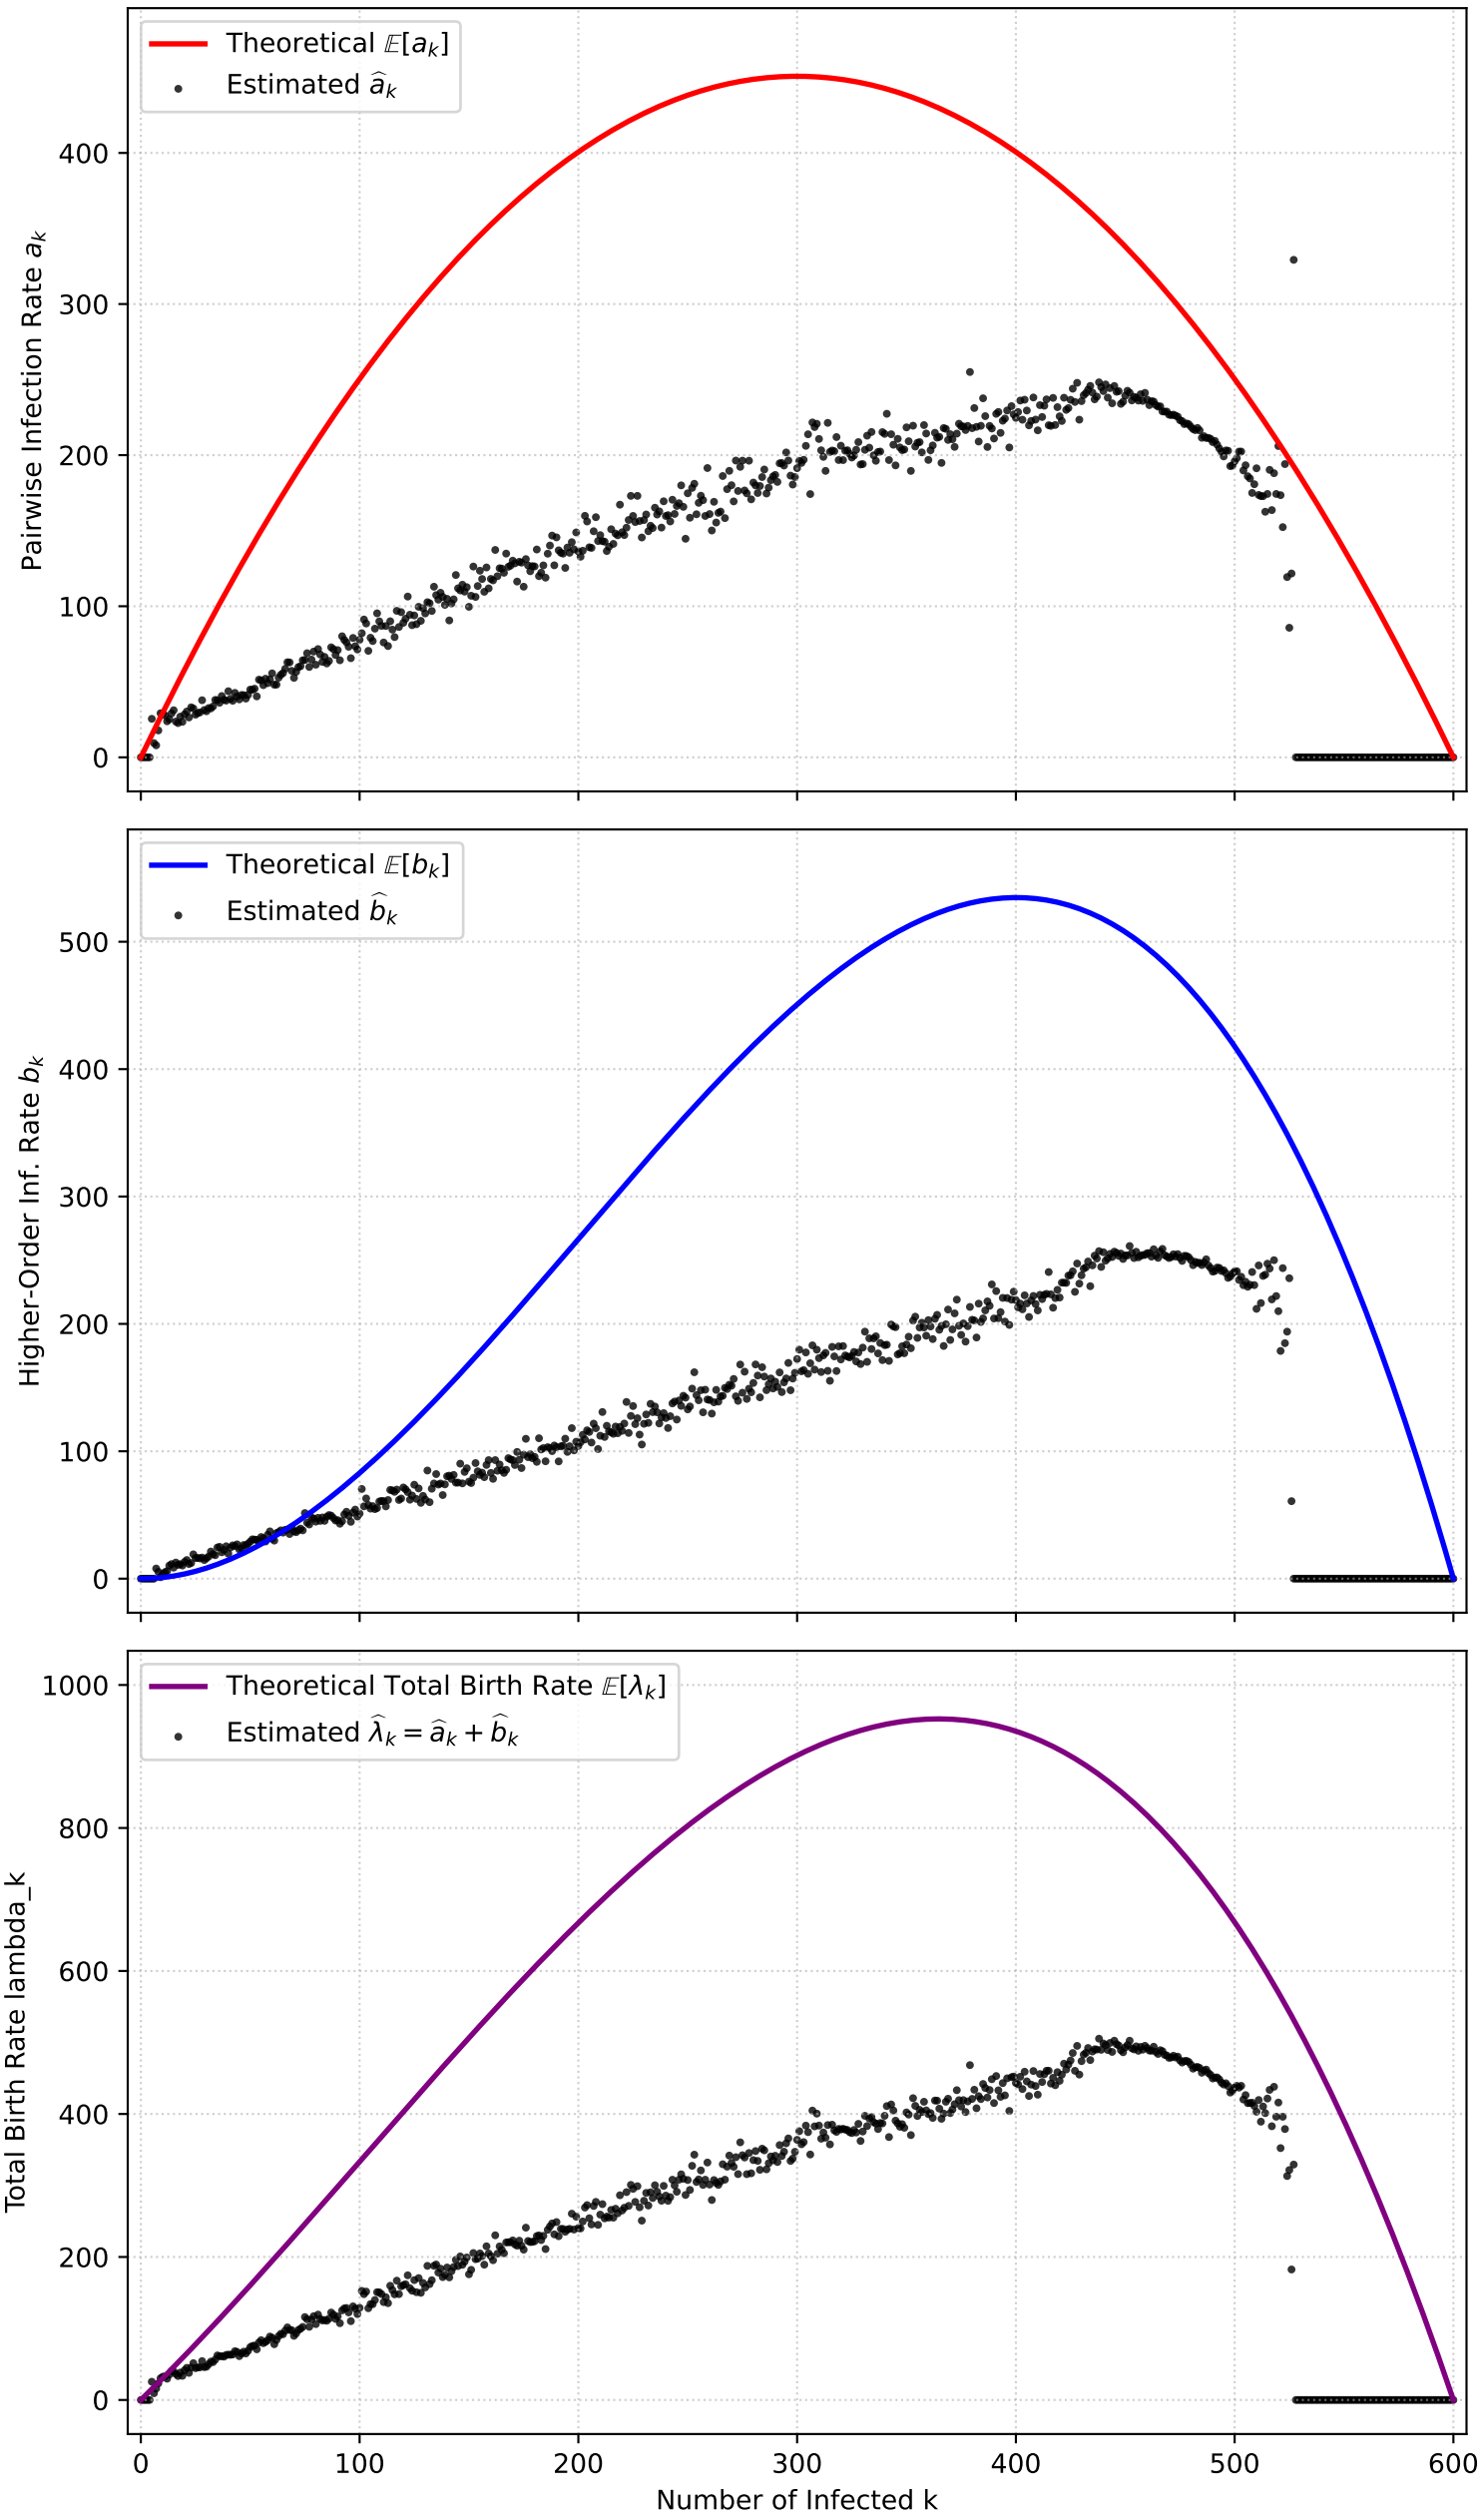 Theoretical 𝔼[a_k]
Estimated â_k
400
300
200
100
0
Pairwise Infection Rate a_k
Theoretical 𝔼[b_k]
Estimated b̂_k
500
400
300
200
100
0
Higher-Order Inf. Rate b_k
Theoretical Total Birth Rate 𝔼[λ_k]
Estimated λ̂_k = â_k + b̂_k
1000
800
600
400
200
0
Total Birth Rate lambda_k
0 100 200 300 400 500 600
Number of Infected k